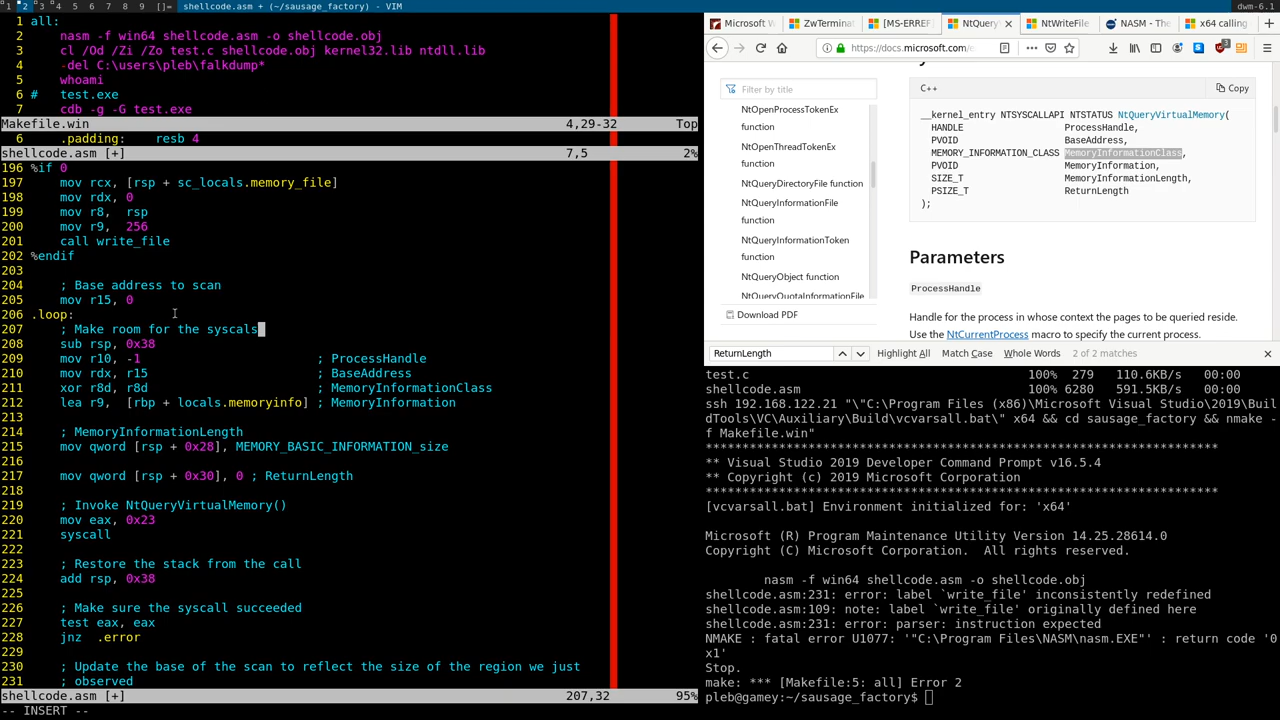 1 2 3 4 5 6 7 8 9 []= shellcode.asm + (~/sausage_factory) - VIM dwm-6.1
1 all:
2 nasm -f win64 shellcode.asm -o shellcode.obj
3 cl /Od /Zi /Zo test.c shellcode.obj kernel32.lib ntdll.lib
4 -del C:\users\pleb\falkdump*
5 whoami
6 # test.exe
7 cdb -g -G test.exe
Makefile.win 4,29-32 Top
6 .padding: resb 4
shellcode.asm [+] 7,5 2%
196 %if 0
197 mov rcx, [rsp + sc_locals.memory_file]
198 mov rdx, 0
199 mov r8, rsp
200 mov r9, 256
201 call write_file
202 %endif
203
204 ; Base address to scan
205 mov r15, 0
206 .loop:
207 ; Make room for the syscals
208 sub rsp, 0x38
209 mov r10, -1 ; ProcessHandle
210 mov rdx, r15 ; BaseAddress
211 xor r8d, r8d ; MemoryInformationClass
212 lea r9, [rbp + locals.memoryinfo] ; MemoryInformation
213
214 ; MemoryInformationLength
215 mov qword [rsp + 0x28], MEMORY_BASIC_INFORMATION_size
216
217 mov qword [rsp + 0x30], 0 ; ReturnLength
218
219 ; Invoke NtQueryVirtualMemory()
220 mov eax, 0x23
221 syscall
222
223 ; Restore the stack from the call
224 add rsp, 0x38
225
226 ; Make sure the syscall succeeded
227 test eax, eax
228 jnz .error
229
230 ; Update the base of the scan to reflect the size of the region we just
231 ; observed
shellcode.asm [+] 207,32 95%
-- INSERT --
Microsoft W ZwTerminat [MS-ERREF] NtQuery NtWriteFile NASM - The x64 calling
https://docs.microsoft.com/e
Filter by title
NtOpenProcessTokenEx
function
NtOpenThreadTokenEx
function
NtQueryDirectoryFile function
NtQueryInformationFile
function
NtQueryInformationToken
function
NtQueryObject function
NtQueryQuotaInformationFile
Download PDF
C++ Copy
__kernel_entry NTSYSCALLAPI NTSTATUS NtQueryVirtualMemory(
HANDLE ProcessHandle,
PVOID BaseAddress,
MEMORY_INFORMATION_CLASS MemoryInformationClass,
PVOID MemoryInformation,
SIZE_T MemoryInformationLength,
PSIZE_T ReturnLength
);
Parameters
ProcessHandle
Handle for the process in whose context the pages to be queried reside.
Use the NtCurrentProcess macro to specify the current process.
ReturnLength Highlight All Match Case Whole Words 2 of 2 matches
test.c 100% 279 110.6KB/s 00:00
shellcode.asm 100% 6280 591.5KB/s 00:00
ssh 192.168.122.21 "\"C:\Program Files (x86)\Microsoft Visual Studio\2019\Buil
dTools\VC\Auxiliary\Build\vcvarsall.bat\" x64 && cd sausage_factory && nmake -
f Makefile.win"
**********************************************************************
** Visual Studio 2019 Developer Command Prompt v16.5.4
** Copyright (c) 2019 Microsoft Corporation
**********************************************************************
[vcvarsall.bat] Environment initialized for: 'x64'
Microsoft (R) Program Maintenance Utility Version 14.25.28614.0
Copyright (C) Microsoft Corporation. All rights reserved.
nasm -f win64 shellcode.asm -o shellcode.obj
shellcode.asm:231: error: label `write_file' inconsistently redefined
shellcode.asm:109: note: label `write_file' originally defined here
shellcode.asm:231: error: parser: instruction expected
NMAKE : fatal error U1077: '"C:\Program Files\NASM\nasm.EXE"' : return code '0
x1'
Stop.
make: *** [Makefile:5: all] Error 2
pleb@gamey:~/sausage_factory$